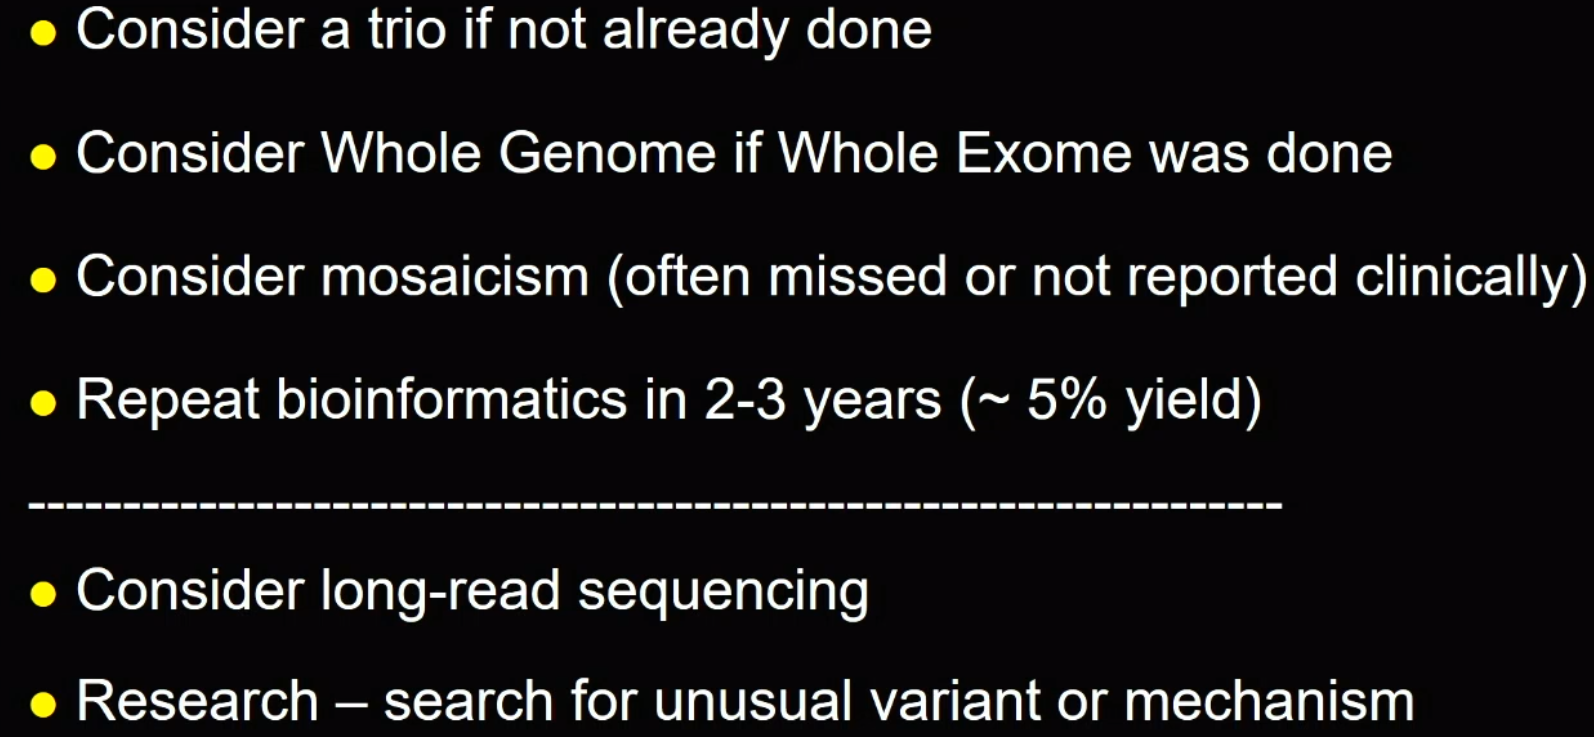 ● Consider a trio if not already done
● Consider Whole Genome if Whole Exome was done
● Consider mosaicism (often missed or not reported clinically)
● Repeat bioinformatics in 2-3 years (~ 5% yield)
------------------------------------------------------------------
● Consider long-read sequencing
● Research – search for unusual variant or mechanism